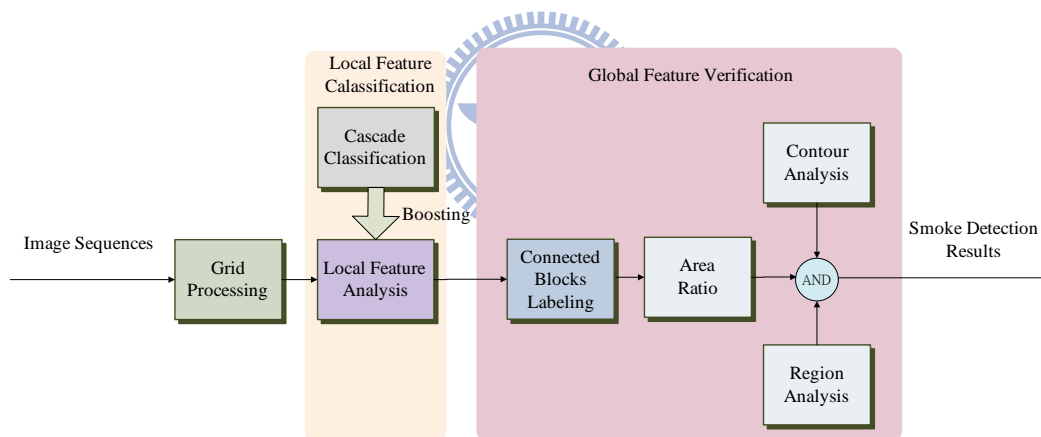 Local Feature
Calassification
Global Feature Verification
Cascade
Classification
Contour
Analysis
Boosting
Image Sequences
Smoke Detection
Results
Grid
Processing
Local Feature
Analysis
Connected
Blocks
Labeling
Area
Ratio
AND
Region
Analysis